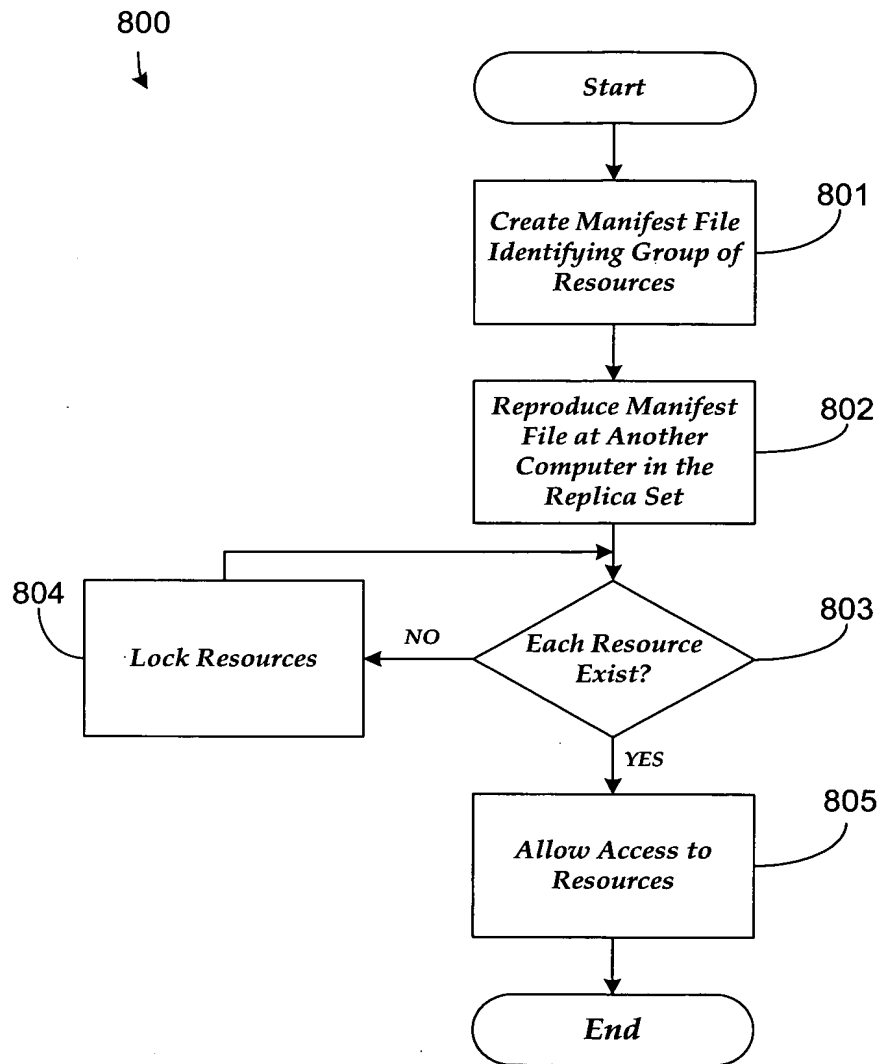 800
Start
801
Create Manifest File
Identifying Group of
Resources
802
Reproduce Manifest
File at Another
Computer in the
Replica Set
804
Lock Resources
NO
803
Each Resource
Exist?
YES
805
Allow Access to
Resources
End